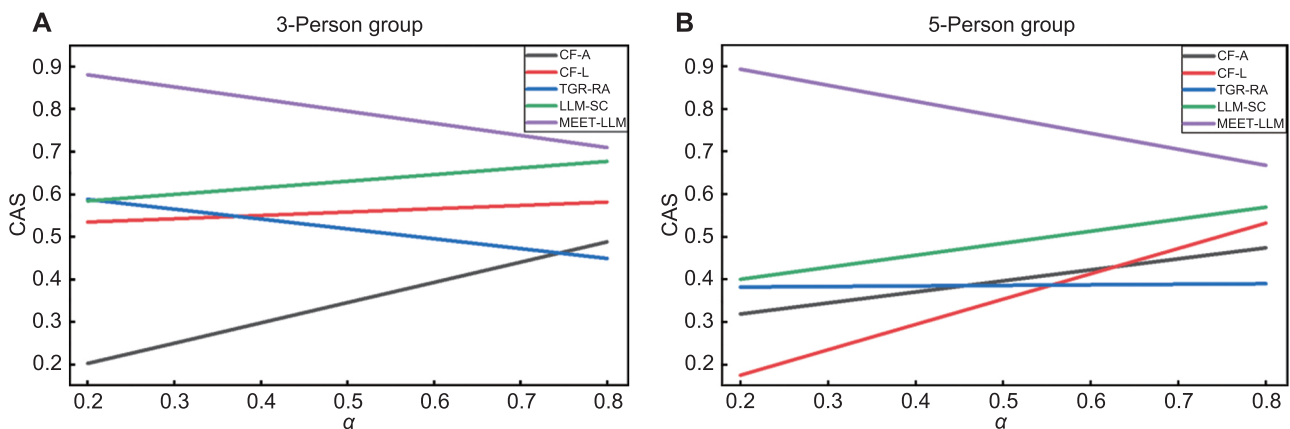 A
3-Person group
CAS
0.9
0.8
0.7
0.6
0.5
0.4
0.3
0.2
CF-A
CF-L
TGR-RA
LLM-SC
MEET-LLM
0.2 0.3 0.4 0.5 0.6 0.7 0.8
α
B
5-Person group
CAS
0.9
0.8
0.7
0.6
0.5
0.4
0.3
0.2
CF-A
CF-L
TGR-RA
LLM-SC
MEET-LLM
0.2 0.3 0.4 0.5 0.6 0.7 0.8
α